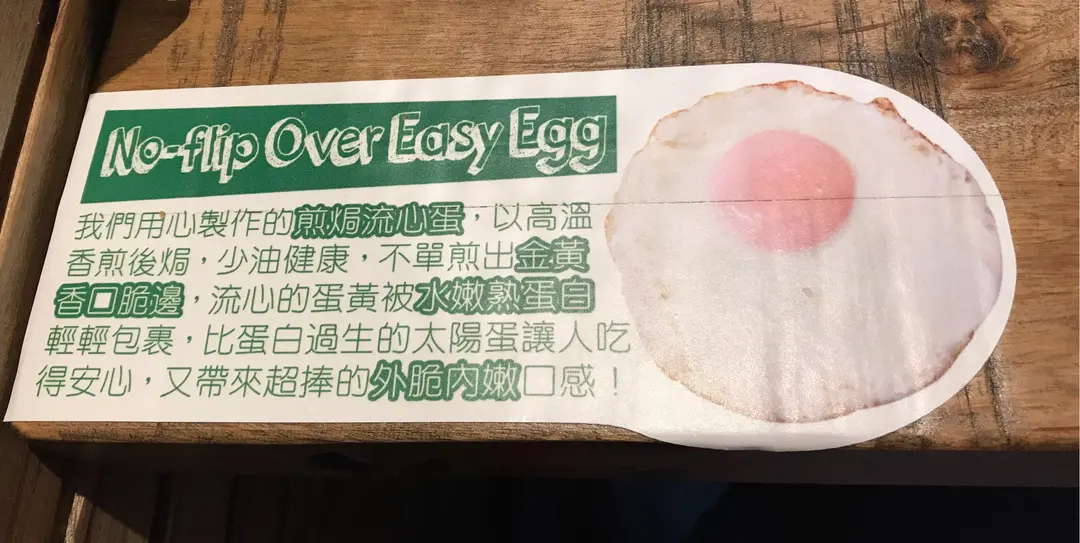 No-flip Over Easy Egg
我們用心製作的煎焗流心蛋，以高溫
香煎後焗，少油健康，不單煎出金黃
香口脆邊，流心的蛋黃被水嫩熟蛋白
輕輕包裹，比蛋白過生的太陽蛋讓人吃
得安心，又帶來超捧的外脆內嫩口感！